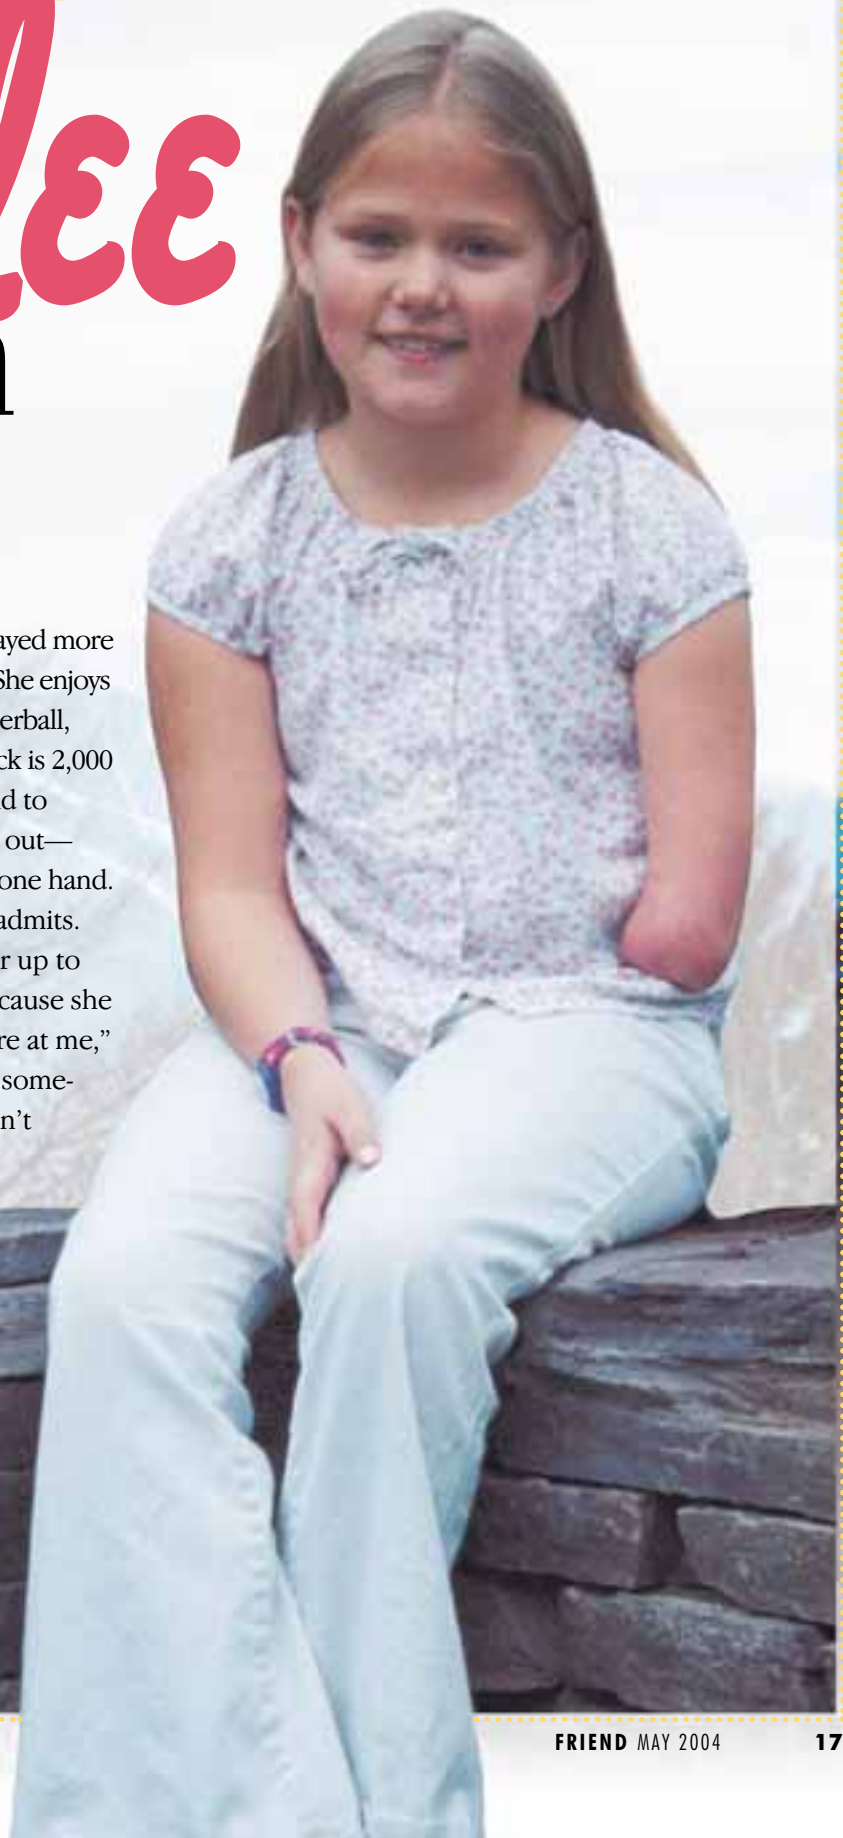 lee
ayed more
She enjoys
erball,
ck is 2,000
d to
out—
one hand.
admits.
r up to
cause she
re at me,”
some-
n’t
FRIEND MAY 2004 17